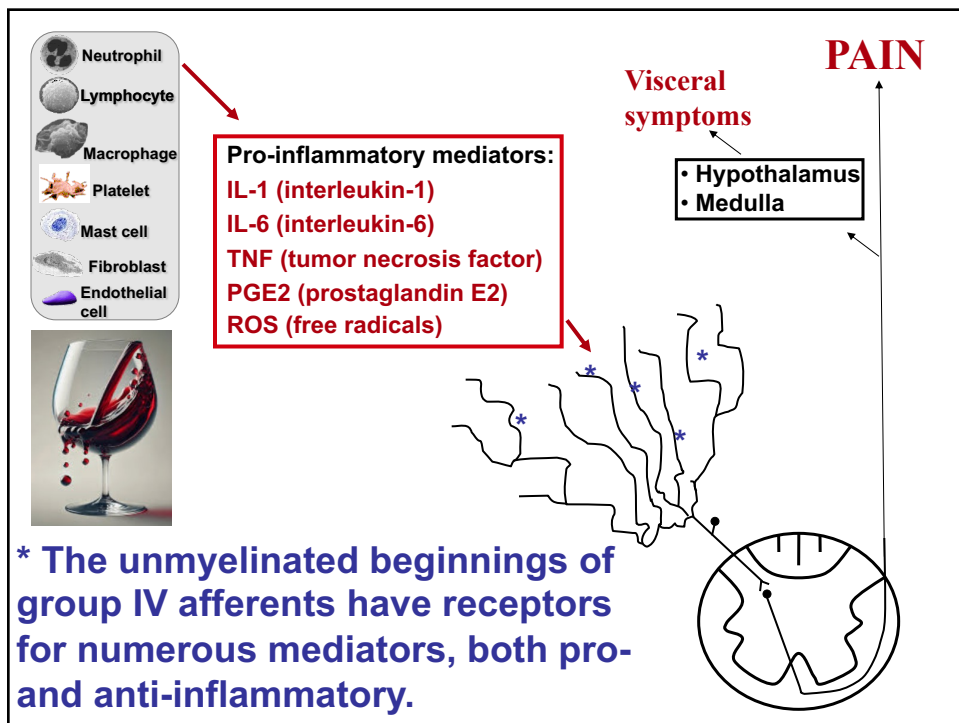 Neutrophil
Lymphocyte
Macrophage
Platelet
Mast cell
Fibroblast
Endothelial
cell
Pro-inflammatory mediators:
IL-1 (interleukin-1)
IL-6 (interleukin-6)
TNF (tumor necrosis factor)
PGE2 (prostaglandin E2)
ROS (free radicals)
Visceral
symptoms
PAIN
• Hypothalamus
• Medulla
*
*
*
*
*
* The unmyelinated beginnings of
group IV afferents have receptors
for numerous mediators, both pro-
and anti-inflammatory.